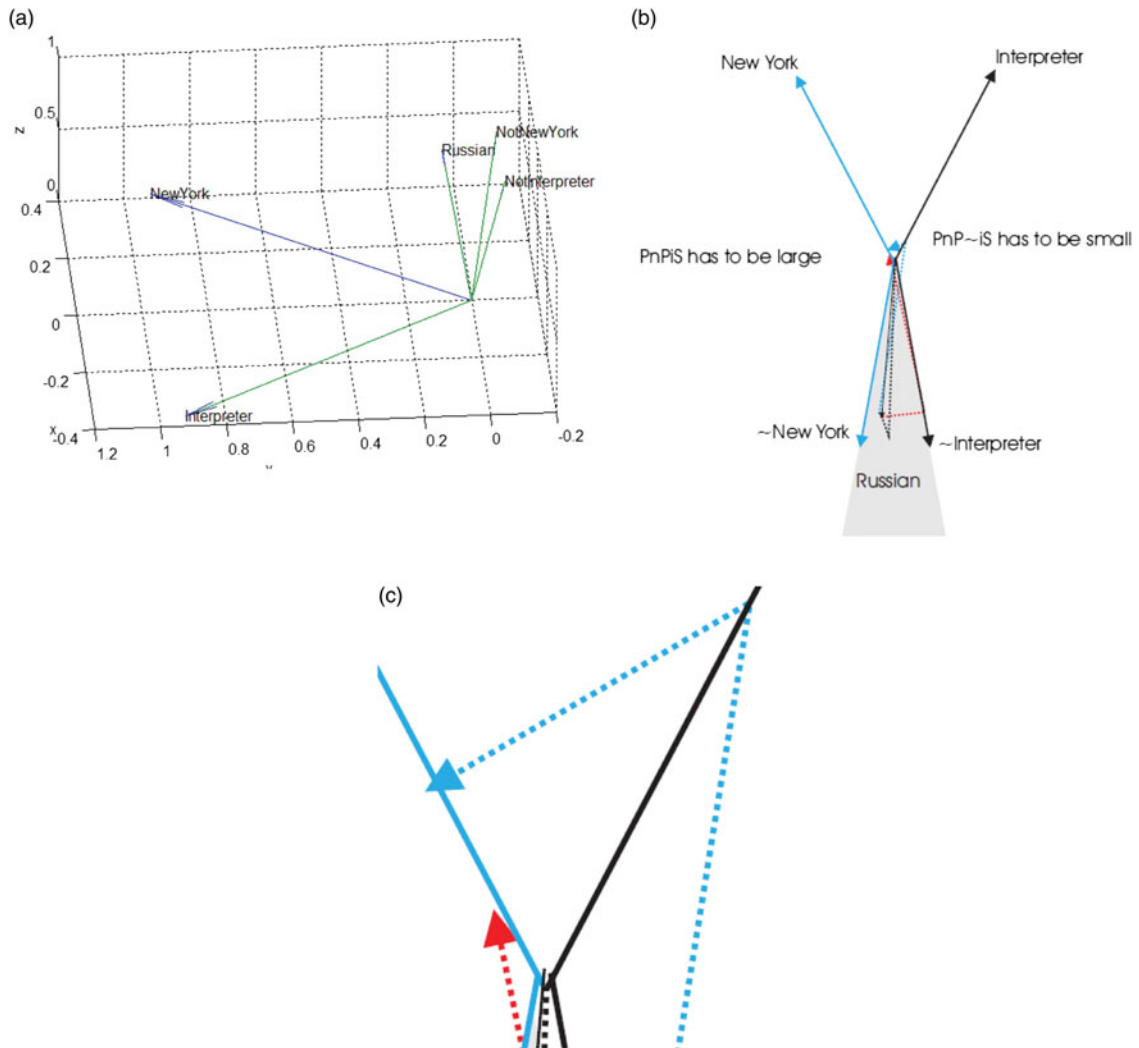 (a)
1
0.5
z
0
0.4
0.2
0
-0.2
x
-0.4
1.2
1
0.8
0.6
0.4
0.2
0
-0.2
NewYork
Russian
NotNewYork
NotInterpreter
Interpreter
(b)
New York
Interpreter
PnPiS has to be large
PnP~iS has to be small
~New York
~Interpreter
Russian
(c)